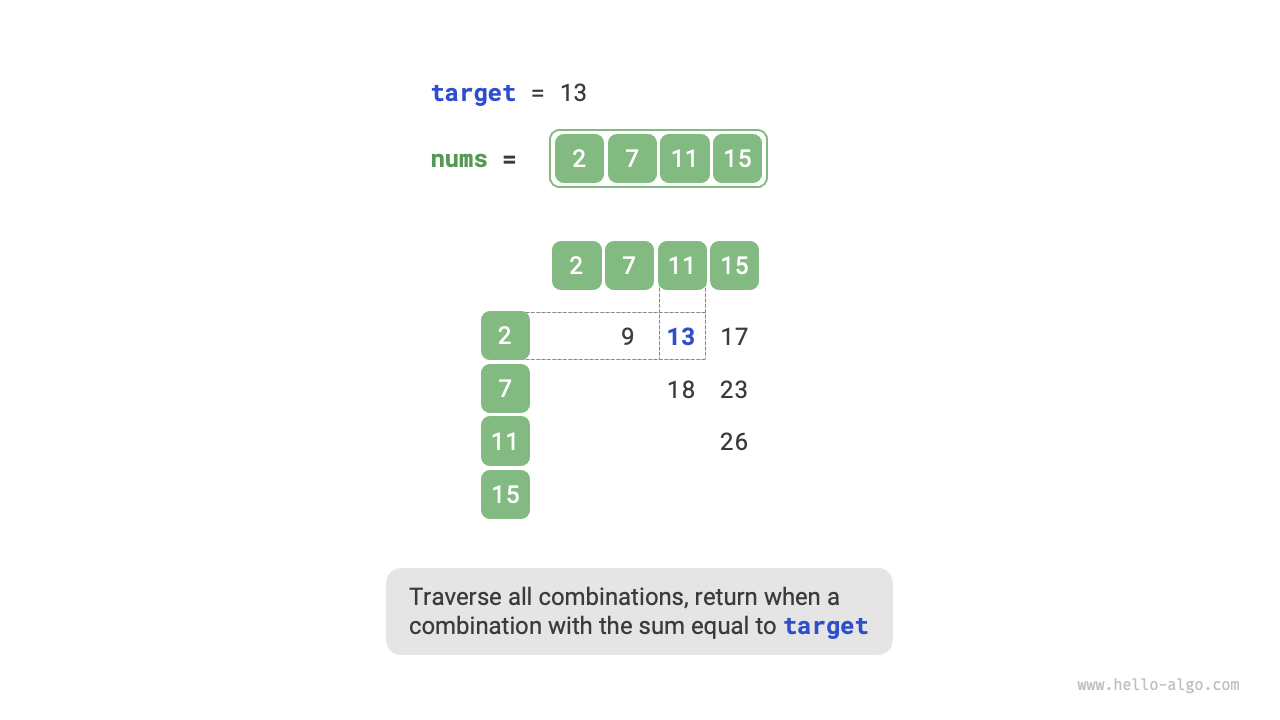 target = 13
nums = 2 7 11 15
2 7 11 15
2 9 13 17
7 18 23
11 26
15
Traverse all combinations, return when a
combination with the sum equal to target
www.hello-algo.com